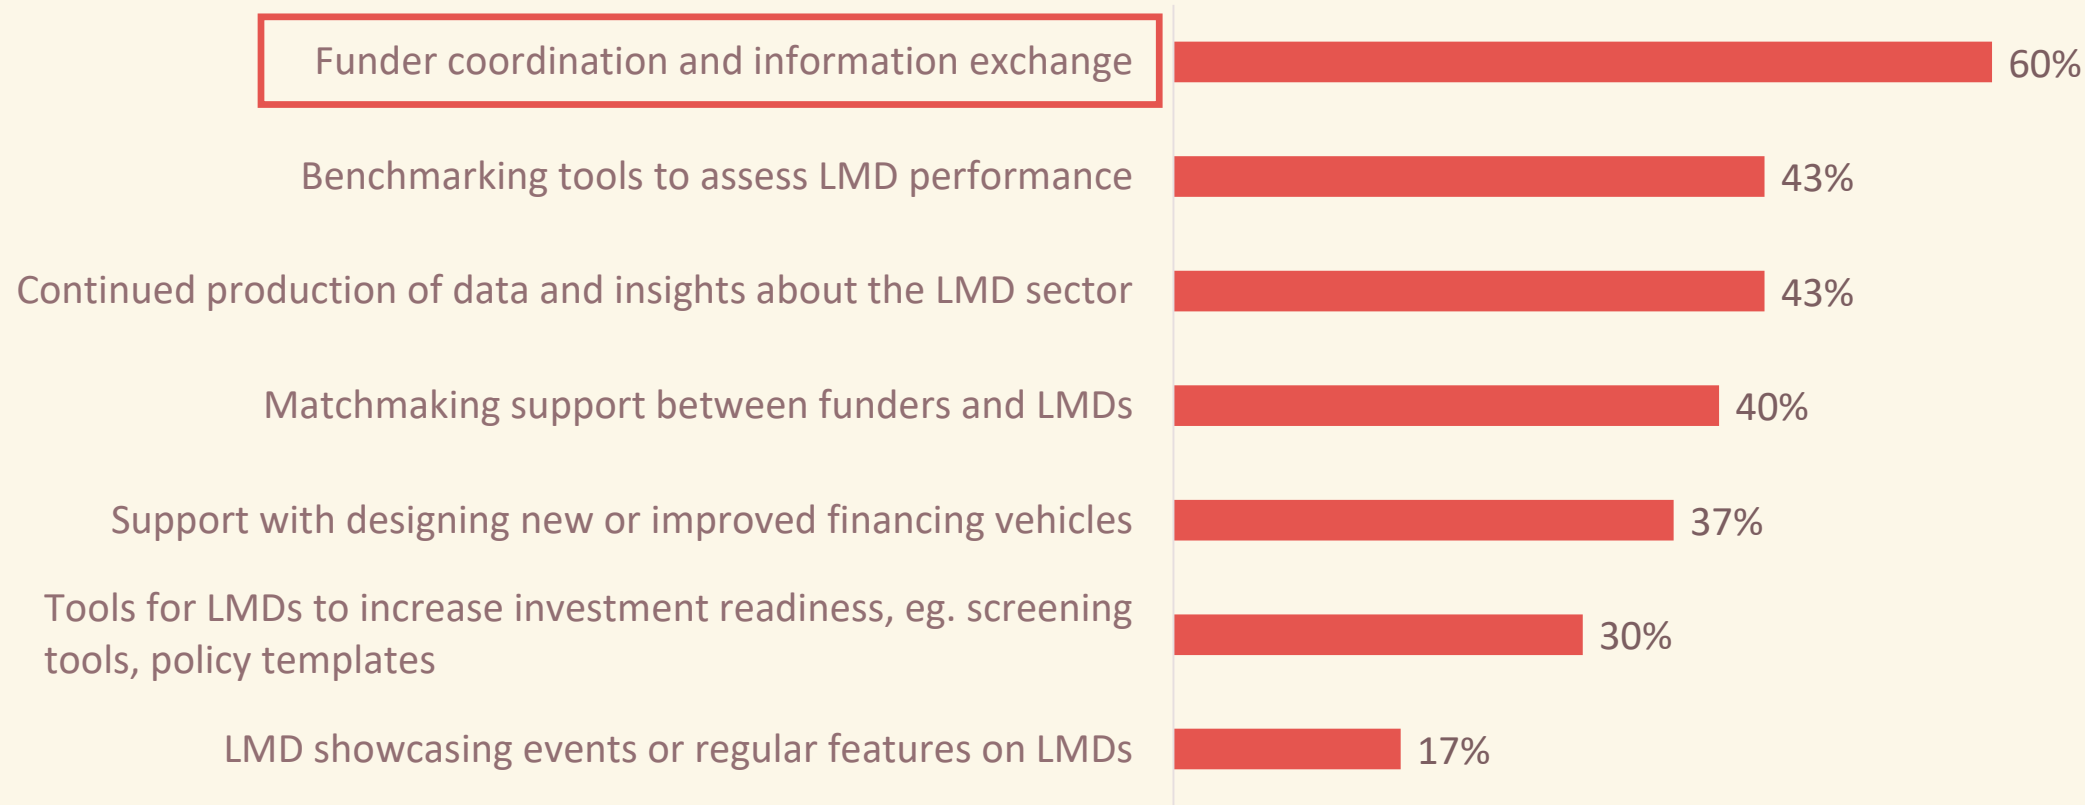 Funder coordination and information exchange 60%
Benchmarking tools to assess LMD performance 43%
Continued production of data and insights about the LMD sector 43%
Matchmaking support between funders and LMDs 40%
Support with designing new or improved financing vehicles 37%
Tools for LMDs to increase investment readiness, eg. screening
tools, policy templates
30%
LMD showcasing events or regular features on LMDs 17%